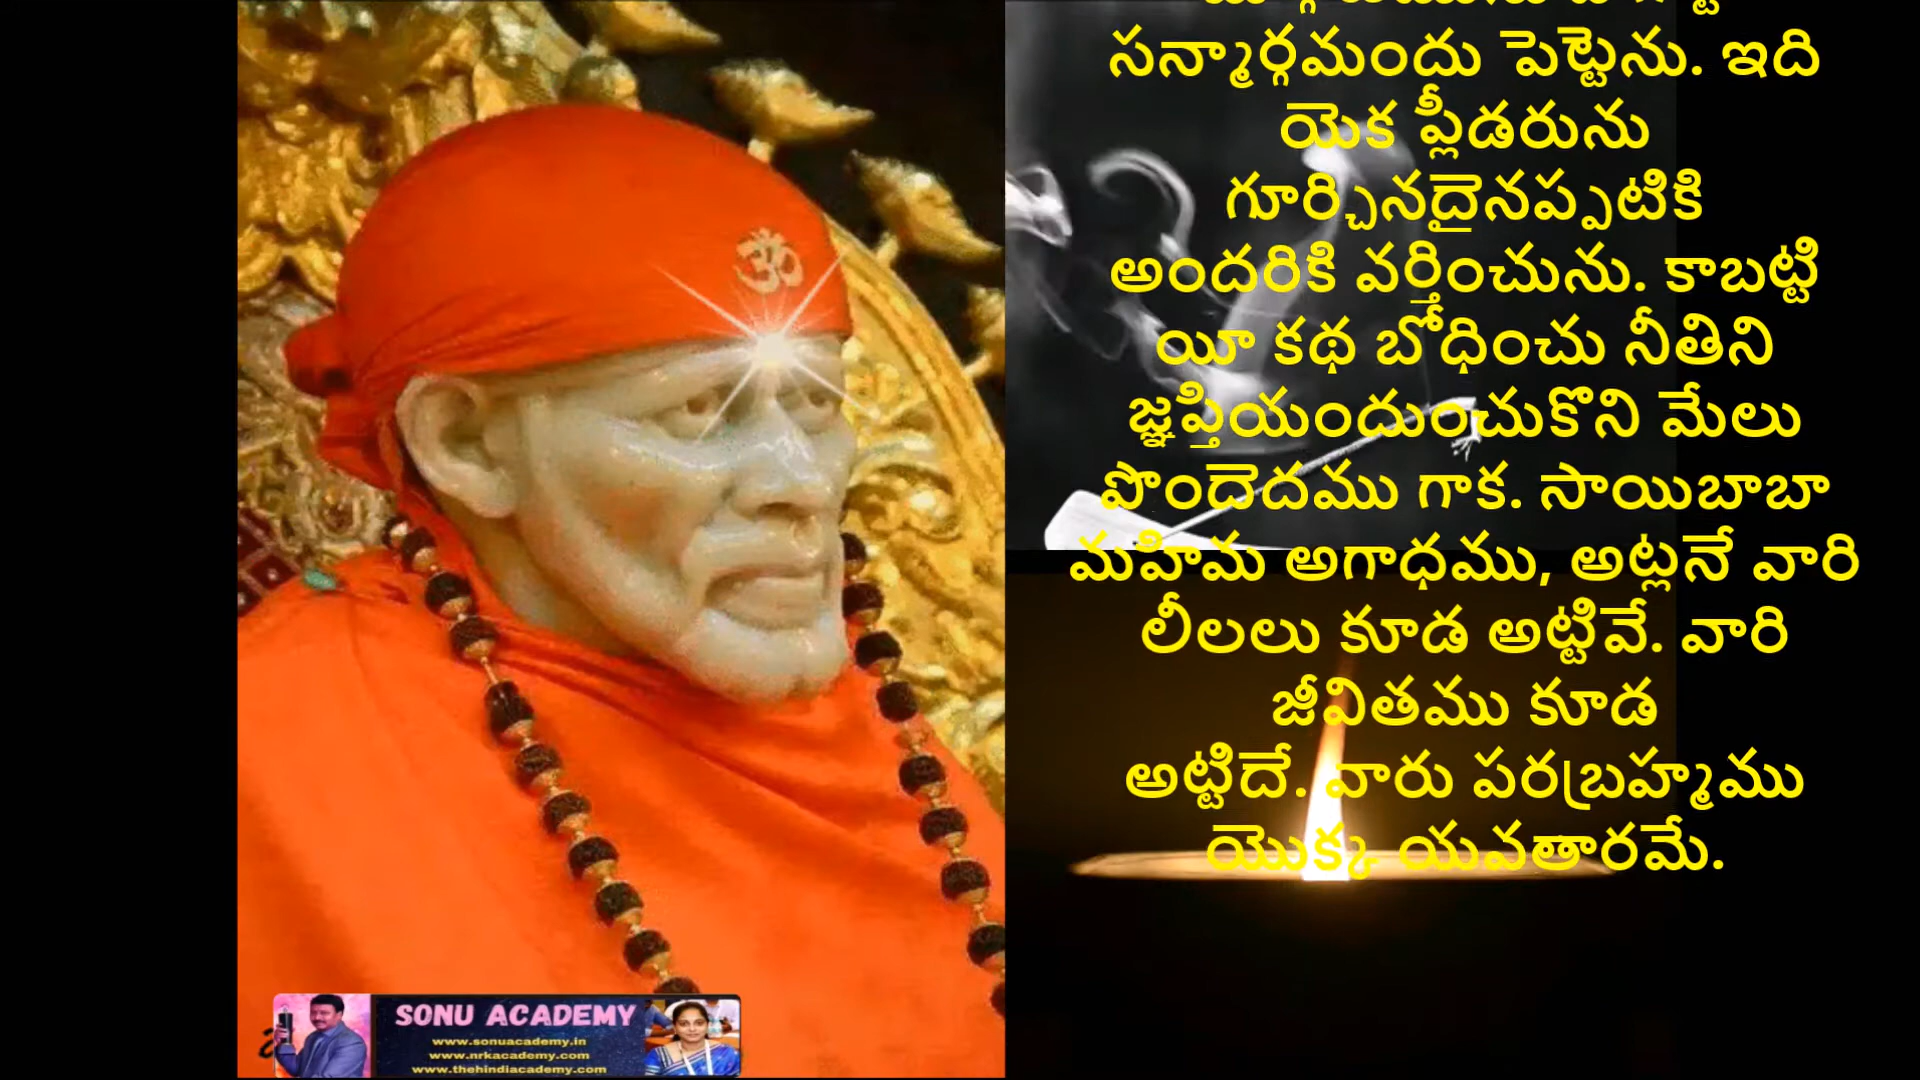 సన్మార్గమందు పెట్టెను. ఇది
యెక ప్లీడరును
గూర్చినదైనప్పటికి
అందరికి వర్తించును. కాబట్టి
యీ కథ బోధించు నీతిని
జ్ఞప్తియందుంచుకొని మేలు
పొందెదము గాక. సాయిబాబా
మహిమ అగాధము, అట్లనే వారి
లీలలు కూడ అట్టివే. వారి
జీవితము కూడ
అట్టిదే. వారు పరబ్రహ్మము
యొక్క యవతారమే.
ॐ
SONU ACADEMY
www.sonuacademy.in
www.nrkacademy.com
www.thehindiacademy.com